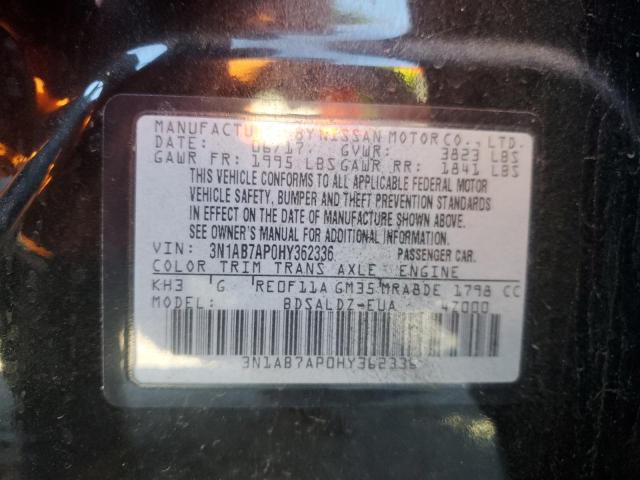 MANUFACTURED BY NISSAN MOTOR CO., LTD.
DATE: 06/17 GVWR: 3823 LBS
GAWR FR: 1995 LBS GAWR RR: 1841 LBS
THIS VEHICLE CONFORMS TO ALL APPLICABLE FEDERAL MOTOR
VEHICLE SAFETY, BUMPER AND THEFT PREVENTION STANDARDS
IN EFFECT ON THE DATE OF MANUFACTURE SHOWN ABOVE.
SEE OWNER'S MANUAL FOR ADDITIONAL INFORMATION.
VIN: 3N1AB7AP0HY362336 PASSENGER CAR.
COLOR TRIM TRANS AXLE ENGINE
KH3 G RE0F11A GM35 MRA8DE 1798 CC
MODEL: BDSALDZ-EUA 4Z000
3N1AB7AP0HY362336